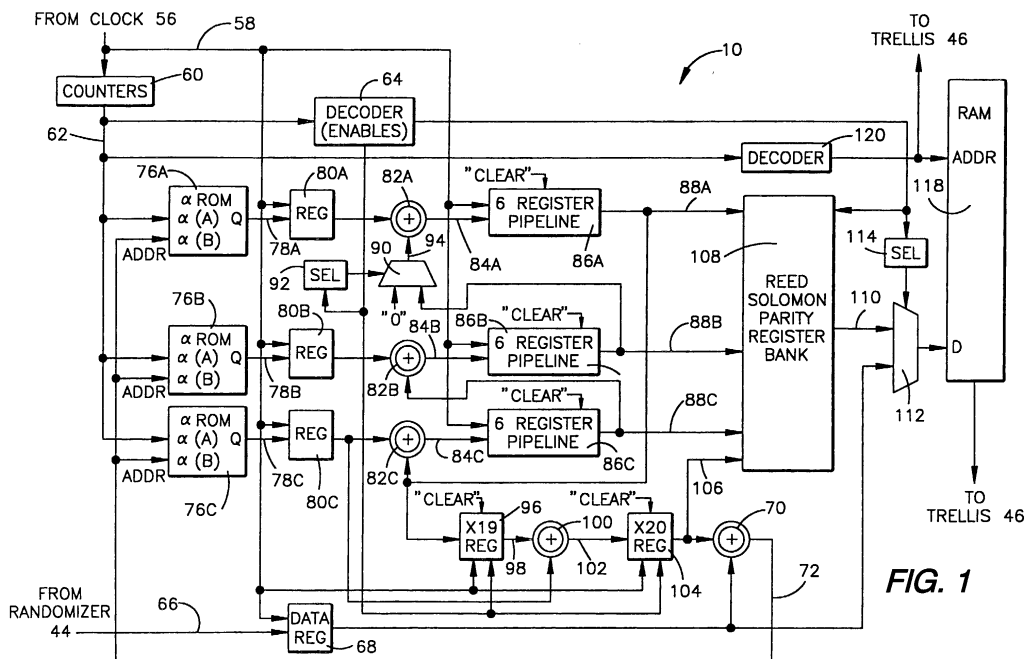 FROM CLOCK 56
58
10
TO
TRELLIS 46
60
COUNTERS
62
64
DECODER
(ENABLES)
RAM
120
DECODER
ADDR
118
76A
α ROM
α (A) Q
α (B)
ADDR
78A
80A
REG
82A
94
84A
"CLEAR"
6 REGISTER
PIPELINE
86A
88A
90
92
SEL
"0"
108
REED
SOLOMON
PARITY
REGISTER
BANK
114
SEL
110
112
D
76B
α ROM
α (A) Q
α (B)
ADDR
78B
80B
REG
82B
84B
86B
"CLEAR"
6 REGISTER
PIPELINE
88B
α ROM
α (A) Q
α (B)
ADDR
76C
78C
REG
80C
82C
84C
"CLEAR"
6 REGISTER
PIPELINE
86C
88C
106
"CLEAR"
X19
REG
96
98
100
102
"CLEAR"
X20
REG
104
70
72
TO
TRELLIS 46
FIG. 1
FROM
RANDOMIZER
44
66
DATA
REG
68